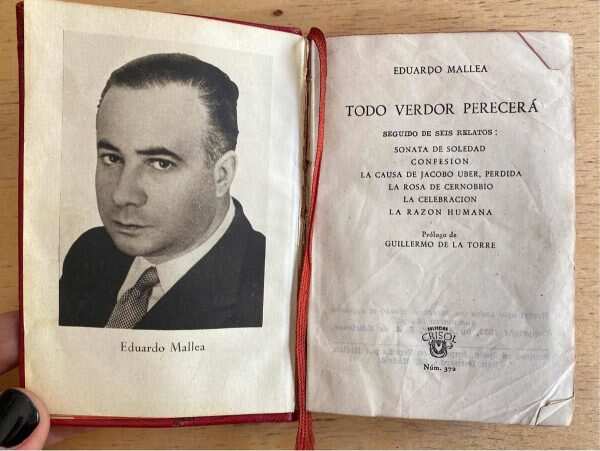 Eduardo Mallea
EDUARDO MALLEA
TODO VERDOR PERECERÁ
SEGUIDO DE SEIS RELATOS:
SONATA DE SOLEDAD
CONFESION
LA CAUSA DE JACOBO UBER, PERDIDA
LA ROSA DE CERNOBBIO
LA CELEBRACION
LA RAZON HUMANA
Prólogo de
GUILLERMO DE LA TORRE
COLECCION
CRISOL
Núm. 372